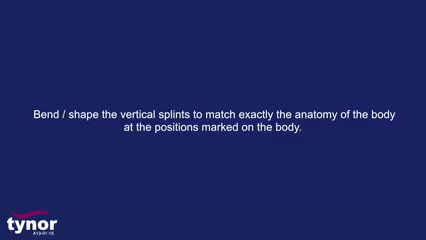 Bend / shape the vertical splints to match exactly the anatomy of the body
at the positions marked on the body.
tynor
A13-01-15